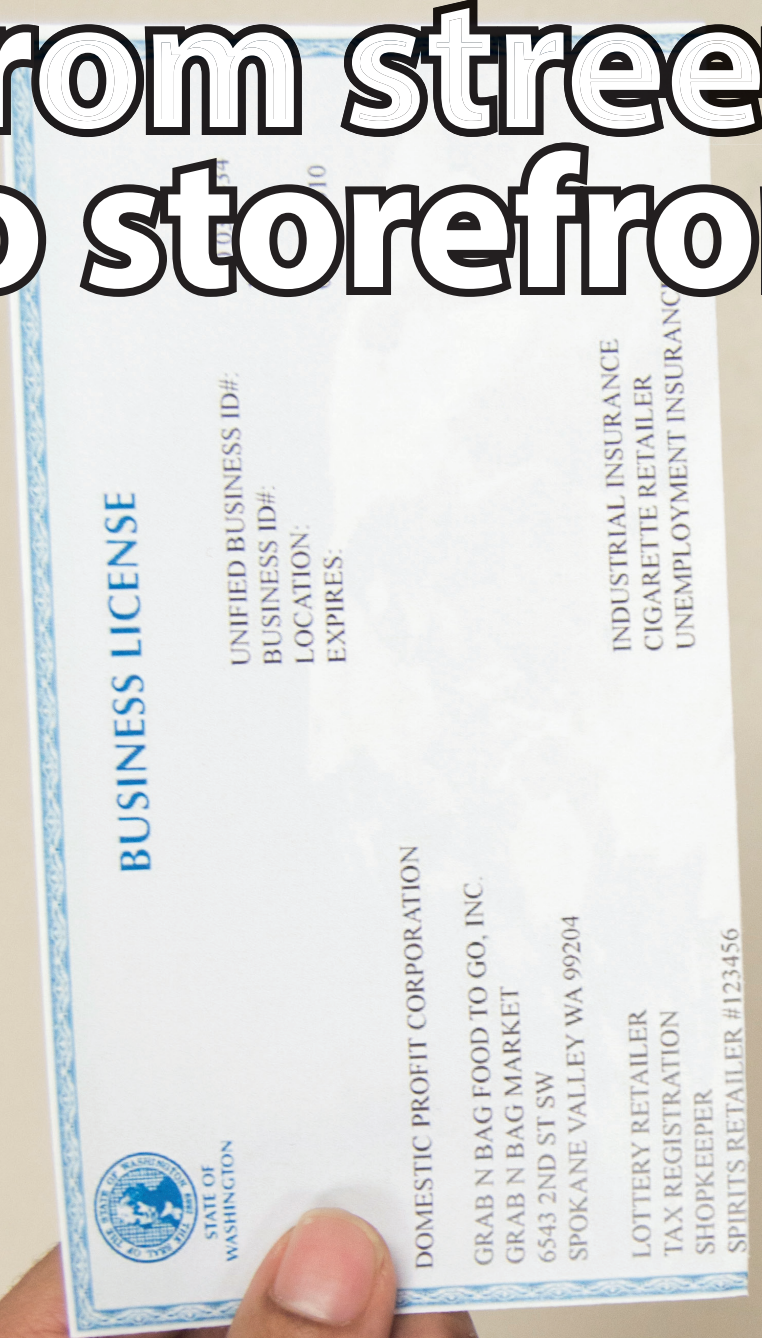 rom stree
o storefro
BUSINESS LICENSE
STATE OF
WASHINGTON
UNIFIED BUSINESS ID#:
BUSINESS ID#:
LOCATION:
EXPIRES:
DOMESTIC PROFIT CORPORATION
GRAB N BAG FOOD TO GO, INC.
GRAB N BAG MARKET
6543 2ND ST SW
SPOKANE VALLEY WA 99204
LOTTERY RETAILER
TAX REGISTRATION
SHOPKEEPER
SPIRITS RETAILER #123456
INDUSTRIAL INSURANCE
CIGARETTE RETAILER
UNEMPLOYMENT INSURANC